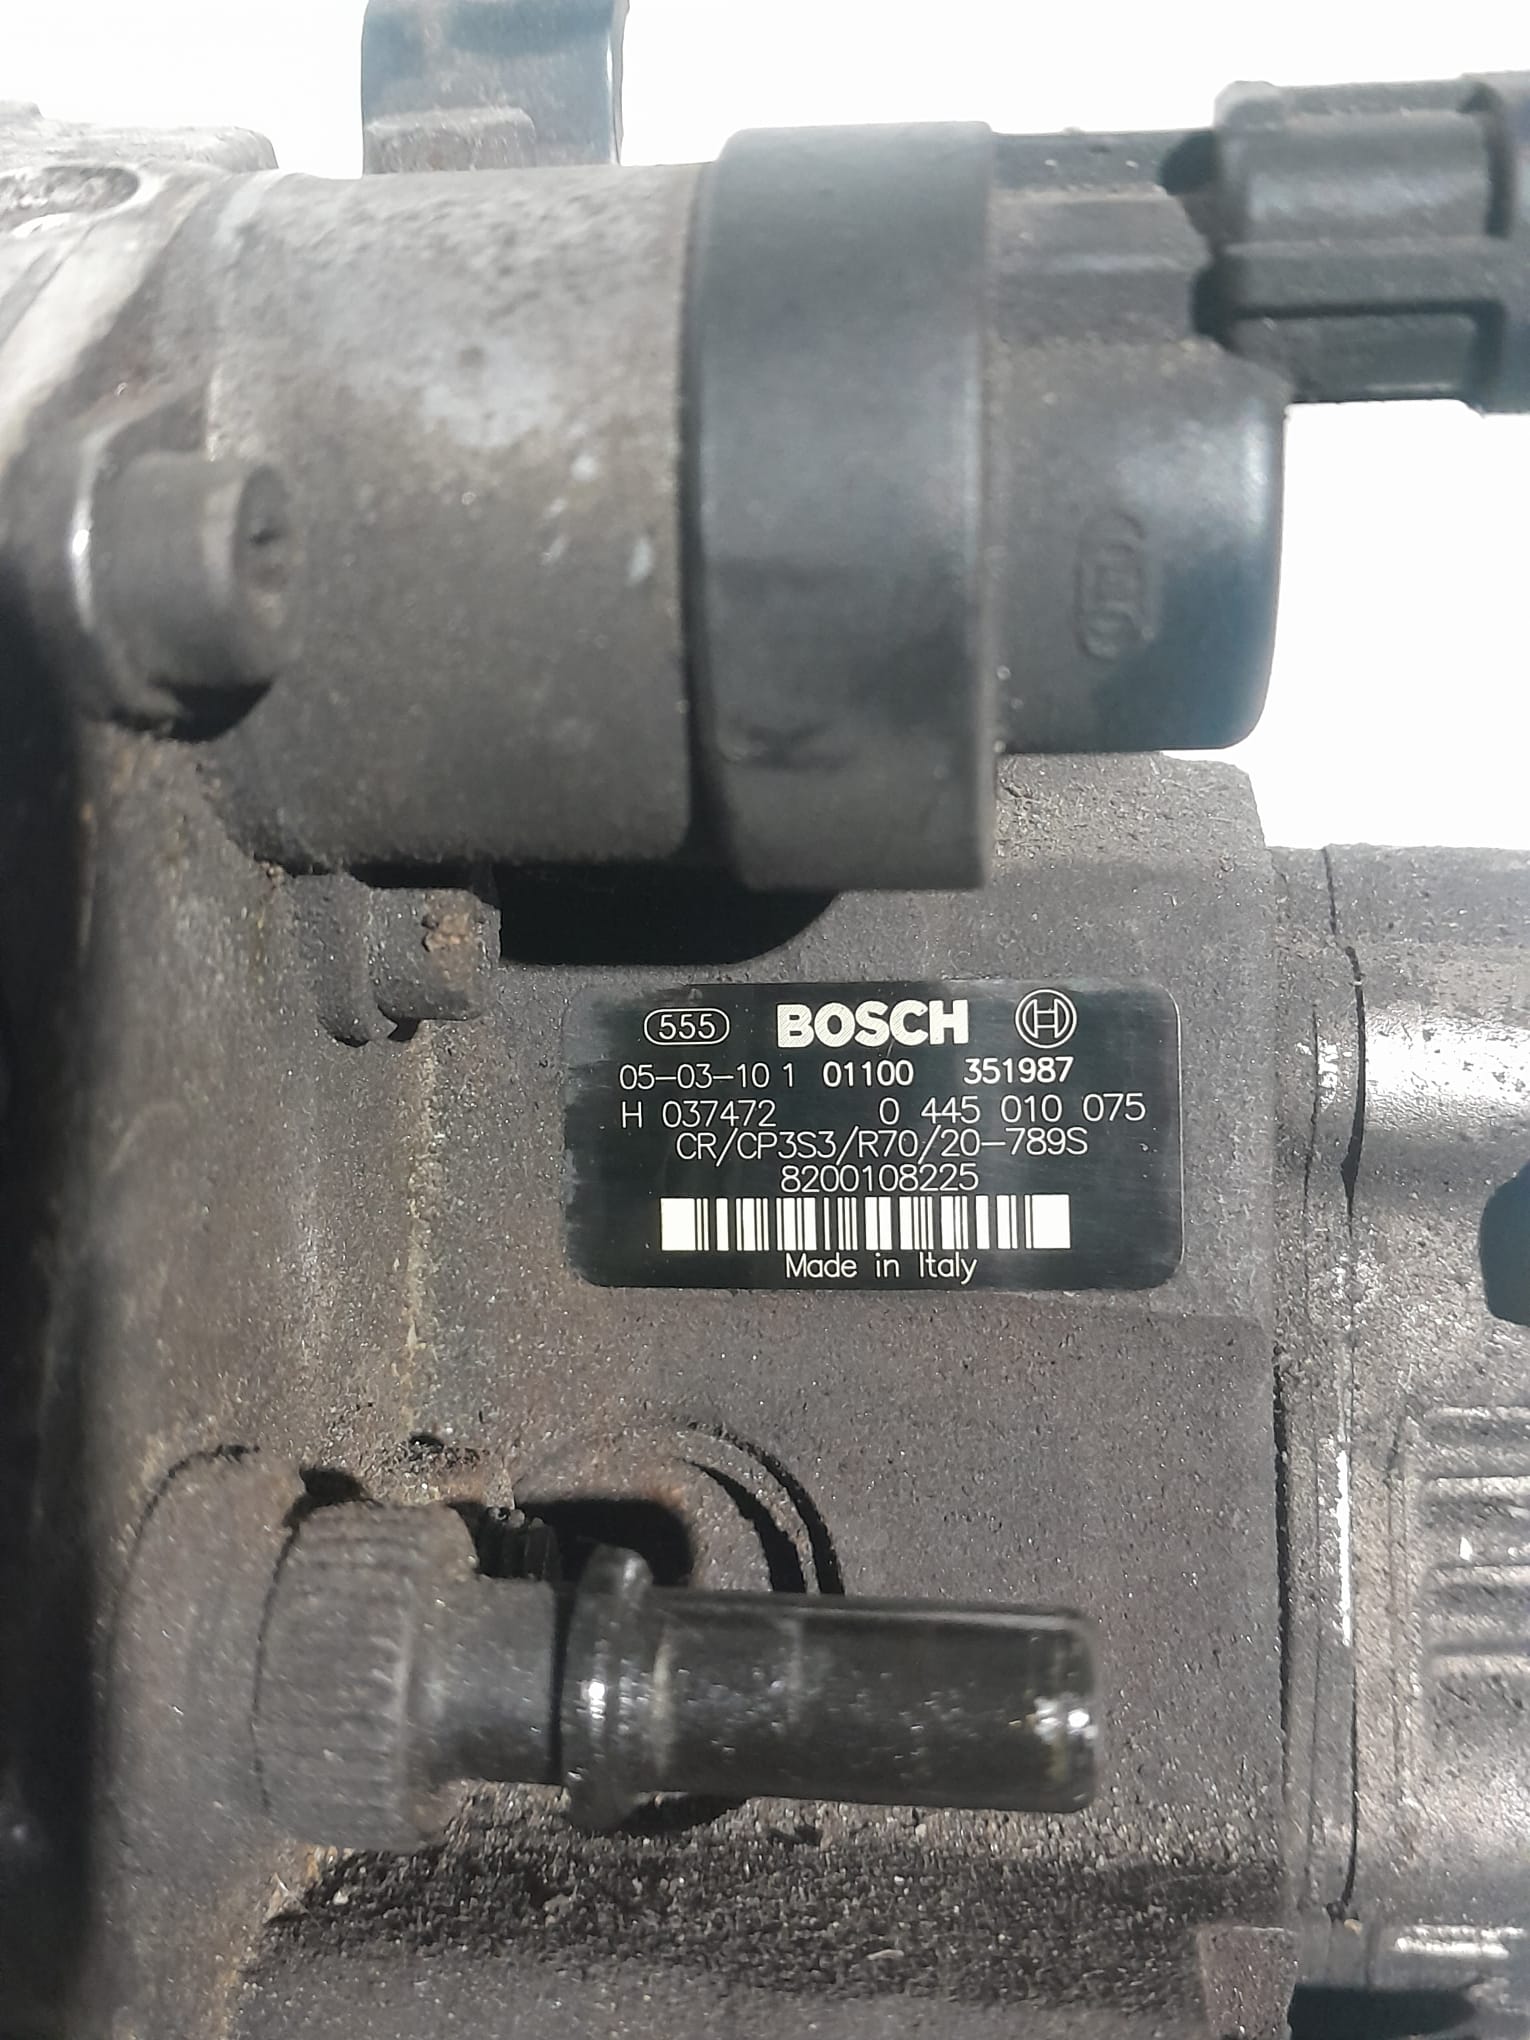 555 BOSCH
05-03-10 1 01100 351987
H 037472 0 445 010 075
CR/CP3S3/R70/20-789S
8200108225
Made in Italy